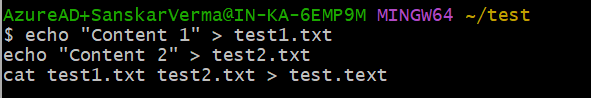 AzureAD+SanskarVerma@IN-KA-6EMP9M MINGW64 ~/test
$ echo "Content 1" > test1.txt
echo "Content 2" > test2.txt
cat test1.txt test2.txt > test.text